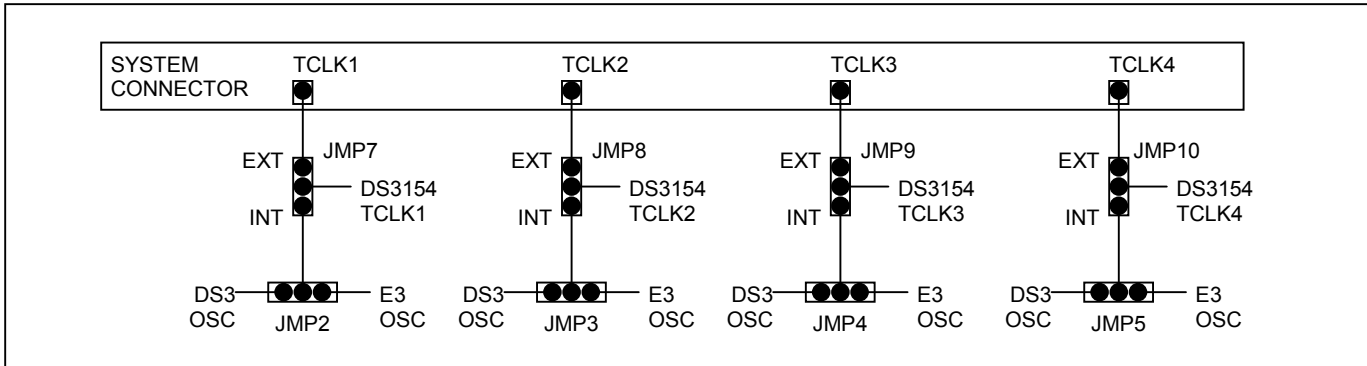 SYSTEM
CONNECTOR
TCLK1 TCLK2 TCLK3 TCLK4
EXT JMP7 EXT JMP8 EXT JMP9 EXT JMP10
DS3154 DS3154 DS3154 DS3154
INT TCLK1 INT TCLK2 INT TCLK3 INT TCLK4
DS3 E3 DS3 E3 DS3 E3 DS3 E3
OSC JMP2 OSC OSC JMP3 OSC OSC JMP4 OSC OSC JMP5 OSC